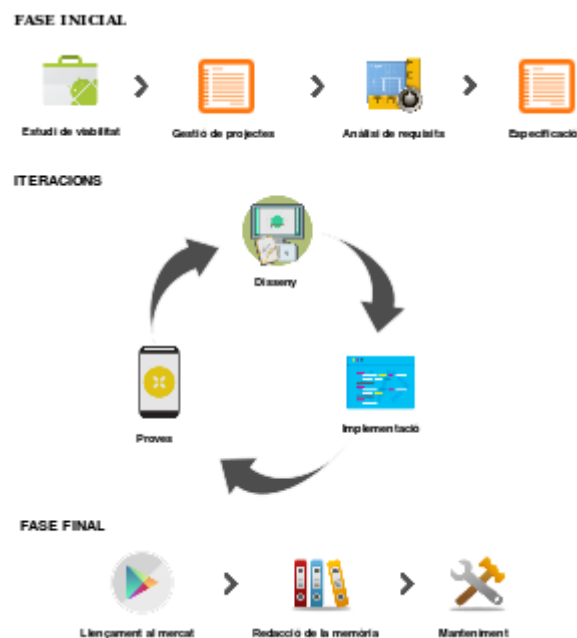 FASE INICIAL
Estudi de viabilitat
Gestió de projectes
Anàlisi de requisits
Especificació
ITERACIONS
Disseny
Implementació
Proves
FASE FINAL
Llençament al mercat
Redacció de la memòria
Manteniment